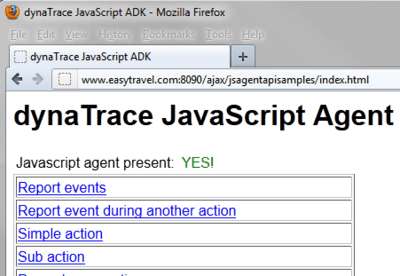 dynaTrace JavaScript ADK - Mozilla Firefox
File Edit View History Bookmarks Tools Help
dynaTrace JavaScript ADK +
www.easytravel.com:8090/ajax/jsagentapisamples/index.html
dynaTrace JavaScript Agent
Javascript agent present: YES!
Report events
Report event during another action
Simple action
Sub action